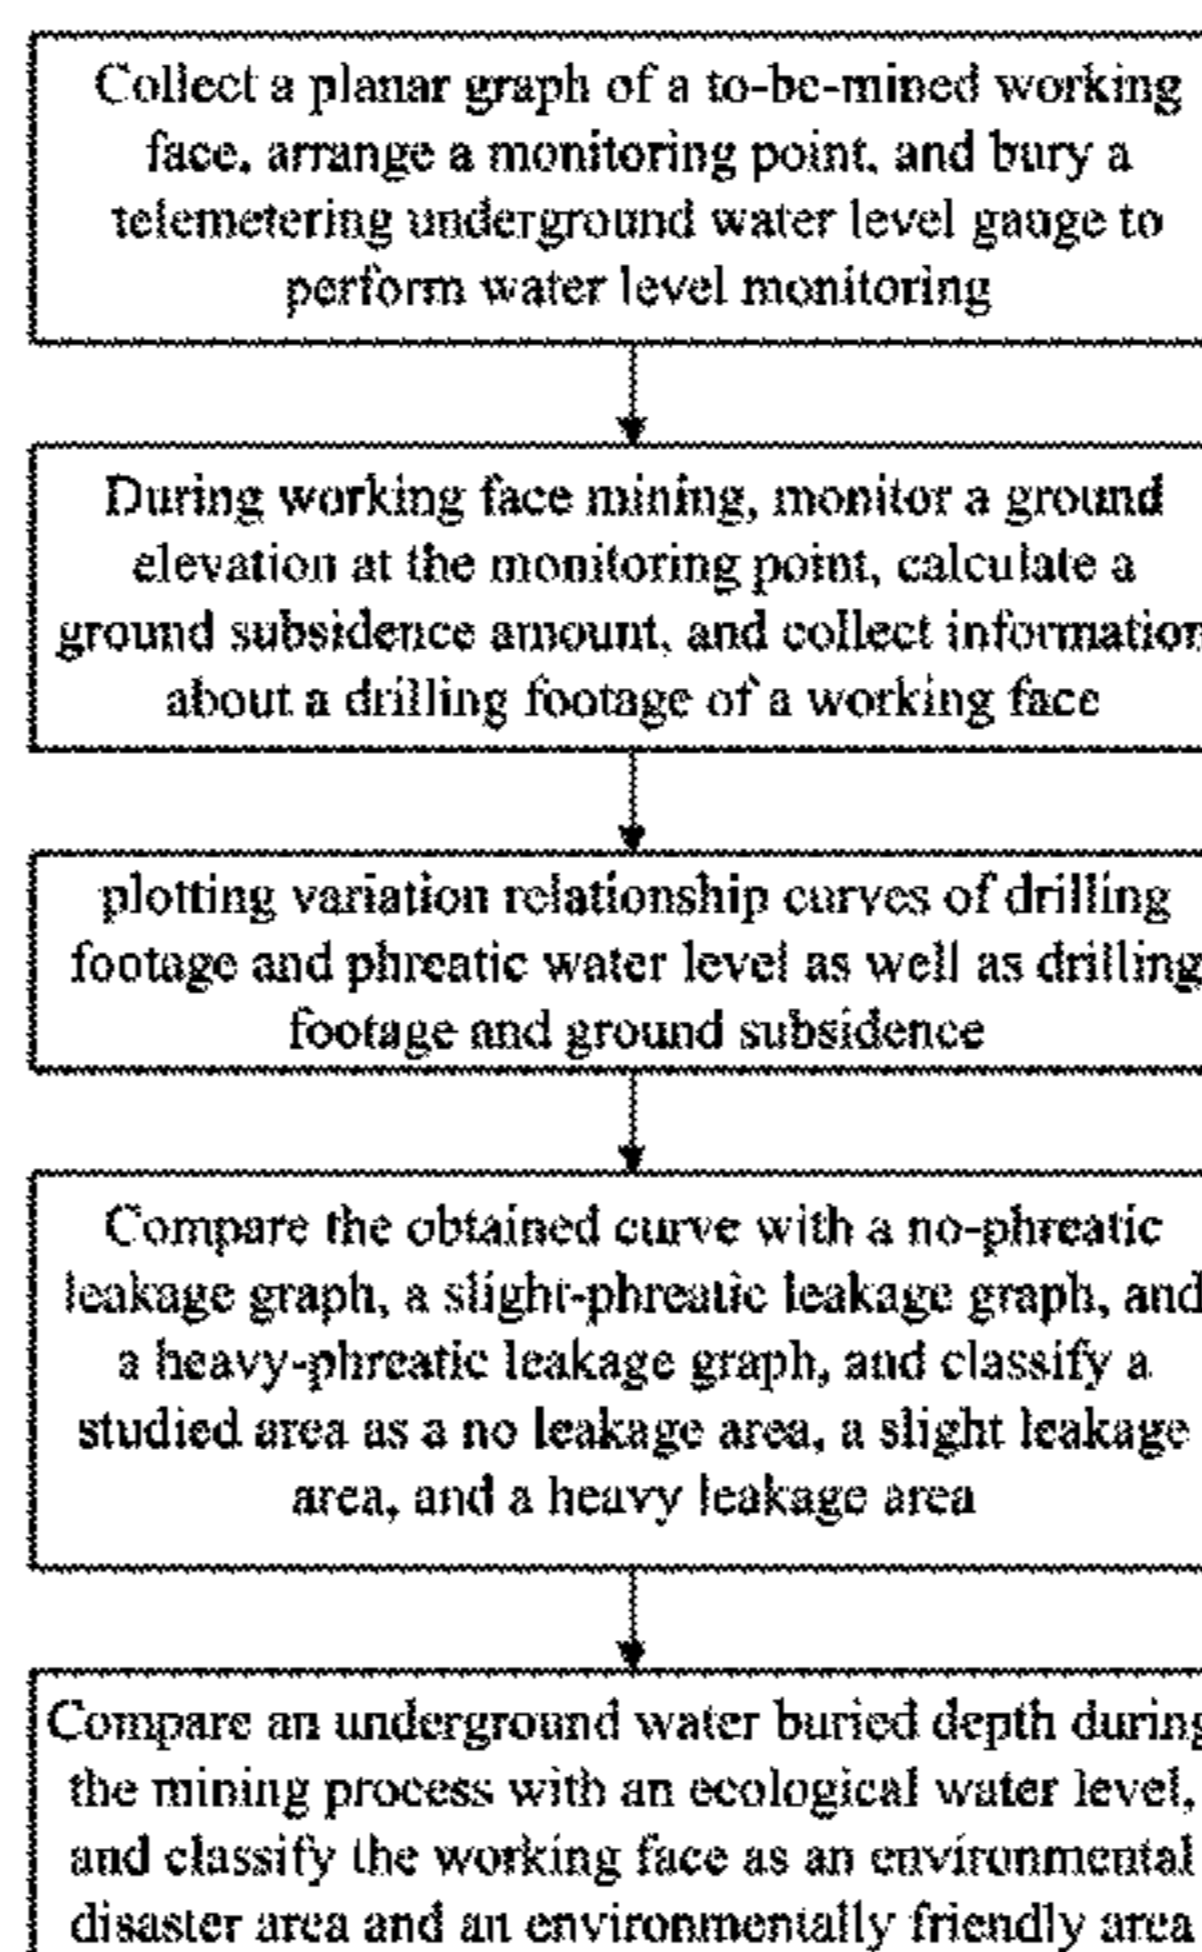 Collect a planar graph of a to-be-mined working
face, arrange a monitoring point, and bury a
telemetering underground water level gauge to
perform water level monitoring
During working face mining, monitor a ground
elevation at the monitoring point, calculate a
ground subsidence amount, and collect information
about a drilling footage of a working face
plotting variation relationship curves of drilling
footage and phreatic water level as well as drilling
footage and ground subsidence
Compare the obtained curve with a no-phreatic
leakage graph, a slight-phreatic leakage graph, and
a heavy-phreatic leakage graph, and classify a
studied area as a no leakage area, a slight leakage
area, and a heavy leakage area
Compare an underground water buried depth during
the mining process with an ecological water level,
and classify the working face as an environmental
disaster area and an environmentally friendly area